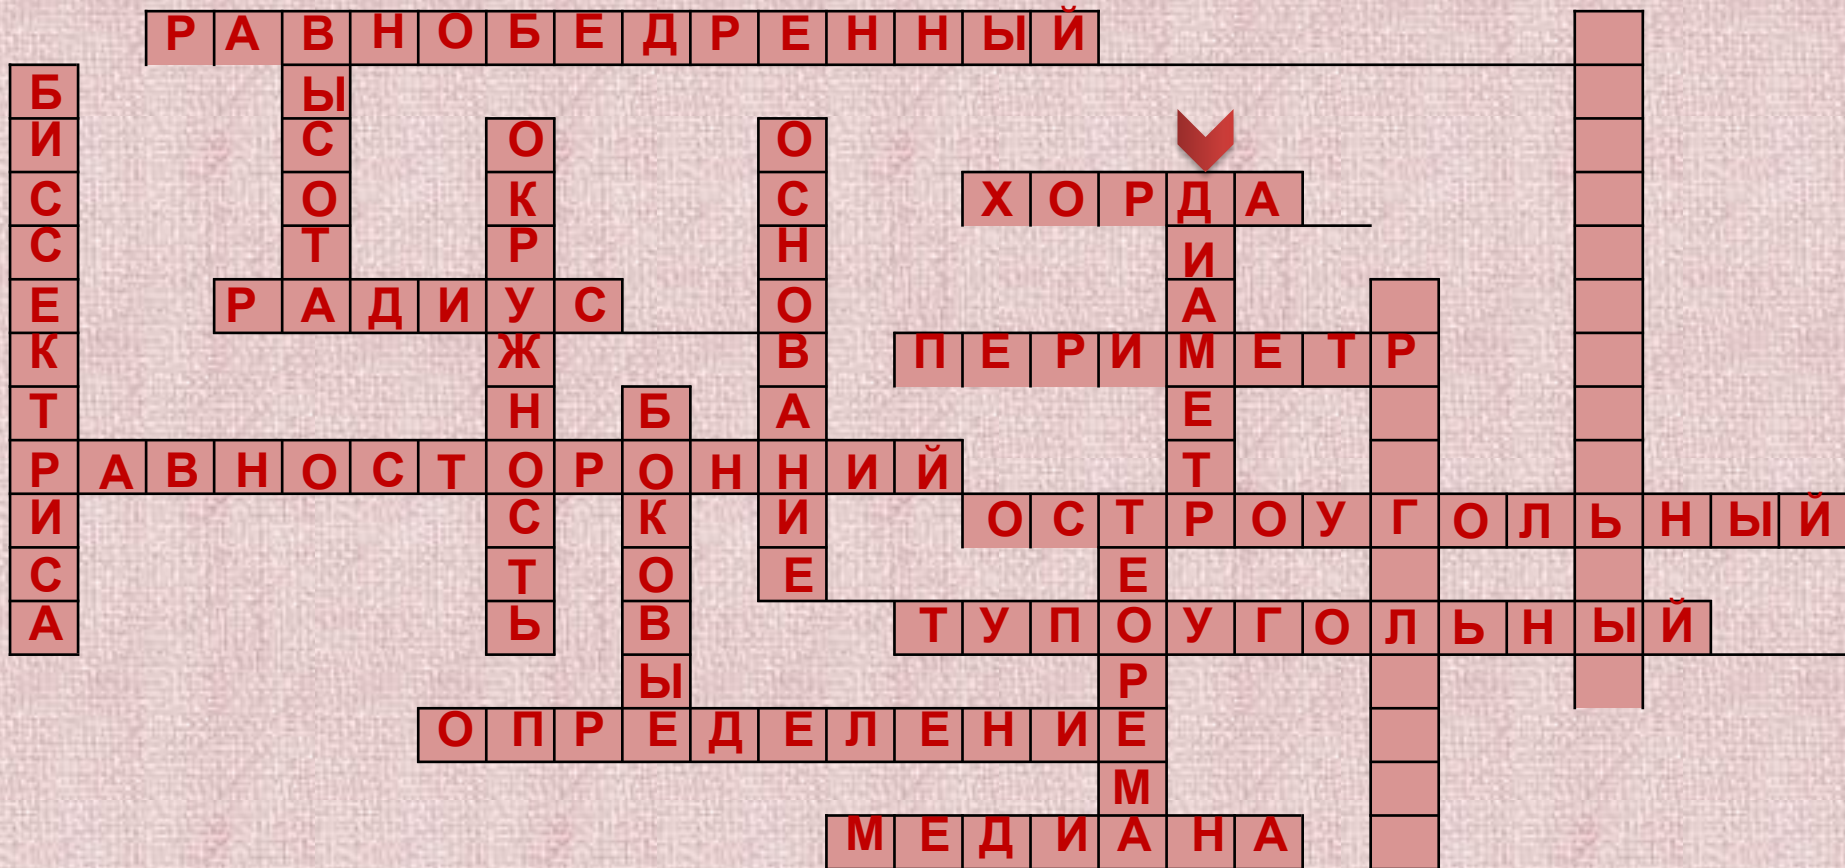 РАВНОБЕДРЕННЫЙ
БИССЕКТРИСА
ВЫСОТА
ОКРУЖНОСТЬ
ОСНОВАНИЕ
ХОРДА
ДИАМЕТР
РАДИУС
ПЕРИМЕТР
БОКОВЫЕ
РАВНОСТОРОННИЙ
ОСТРОУГОЛЬНЫЙ
ТЕОРЕМА
ТУПОУГОЛЬНЫЙ
ОПРЕДЕЛЕНИЕ
МЕДИАНА